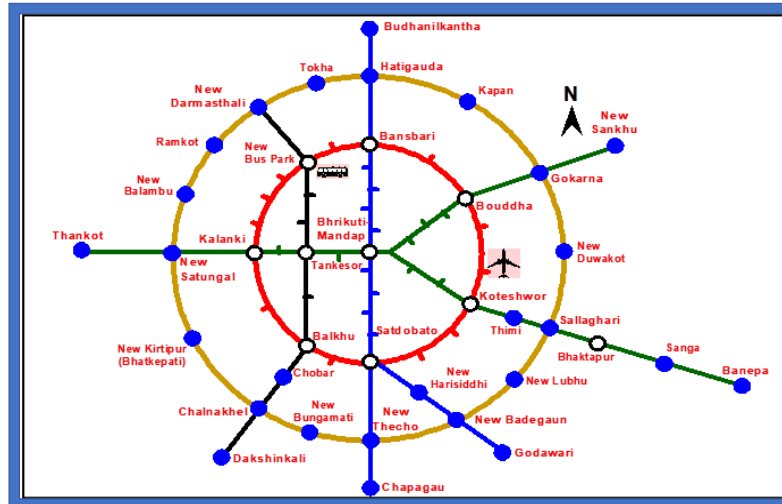 Budhanilkantha
Tokha
Hatigauda
New
Darmasthali
Kapan
N
New
Sankhu
Ramkot
New
Bus Park
Bansbari
Gokarna
New
Balambu
Bouddha
Thankot
Kalanki
Bhrikuti-
Mandap
New
Duwakot
New
Satungal
Tankesor
Koteshwor
Thimi
Sallaghari
New Kirtipur
(Bhatkepati)
Balkhu
Satdobato
Bhaktapur
Sanga
Banepa
Chobar
New
Harisiddhi
New Lubhu
Chalnakhel
New
Bungamati
New
Thecho
New Badegaun
Dakshinkali
Godawari
Chapagau